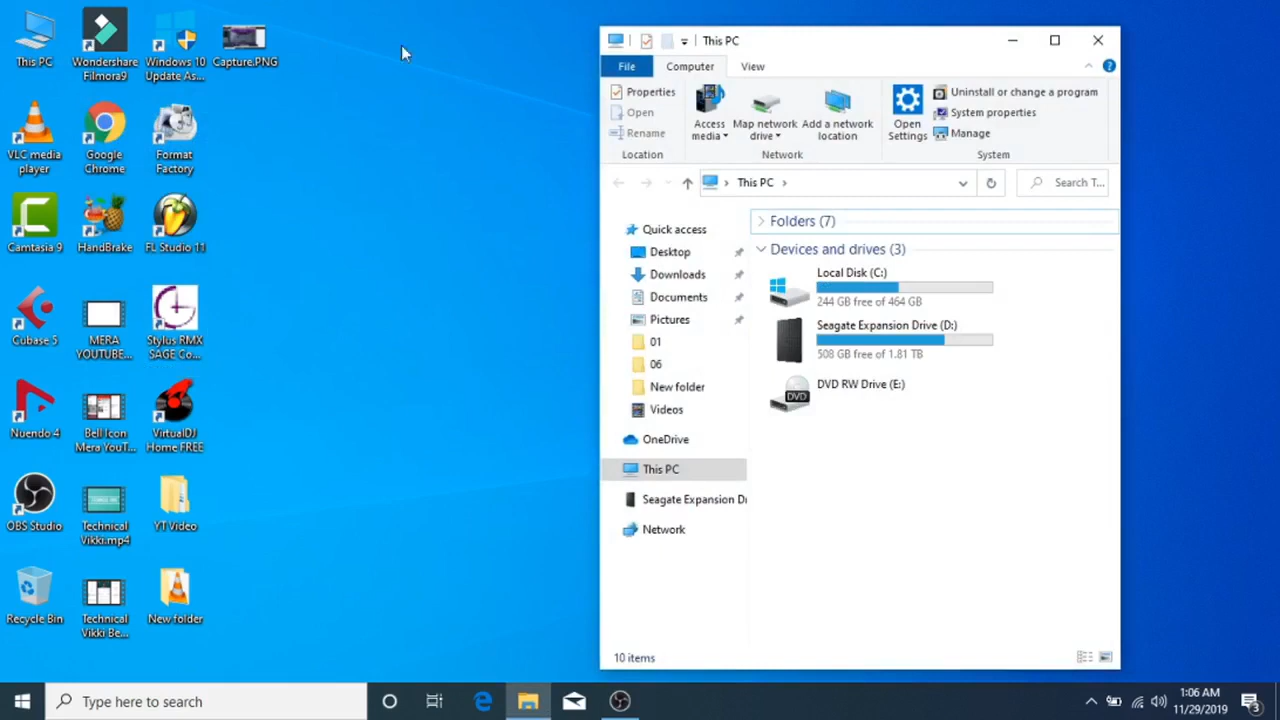 This PC
Wondershare
Filmora9
Windows 10
Update As...
Capture.PNG
VLC media
player
Google
Chrome
Format
Factory
Camtasia 9
HandBrake
FL Studio 11
Cubase 5
MERA
YOUTUBE...
Stylus RMX
SAGE Co...
Nuendo 4
Bell Icon
Mera YouT...
VirtualDJ
Home FREE
OBS Studio
Technical
Vikki.mp4
YT Video
Recycle Bin
Technical
Vikki Be...
New folder
This PC
File
Computer
View
Properties
Open
Rename
Location
Access
media
Map network
drive
Add a network
location
Network
Open
Settings
Uninstall or change a program
System properties
Manage
System
This PC
Search T...
Quick access
Desktop
Downloads
Documents
Pictures
01
06
New folder
Videos
OneDrive
This PC
Seagate Expansion Dr
Network
Folders (7)
Devices and drives (3)
Local Disk (C:)
244 GB free of 464 GB
Seagate Expansion Drive (D:)
508 GB free of 1.81 TB
DVD
DVD RW Drive (E:)
10 items
Type here to search
1:06 AM
11/29/2019
3